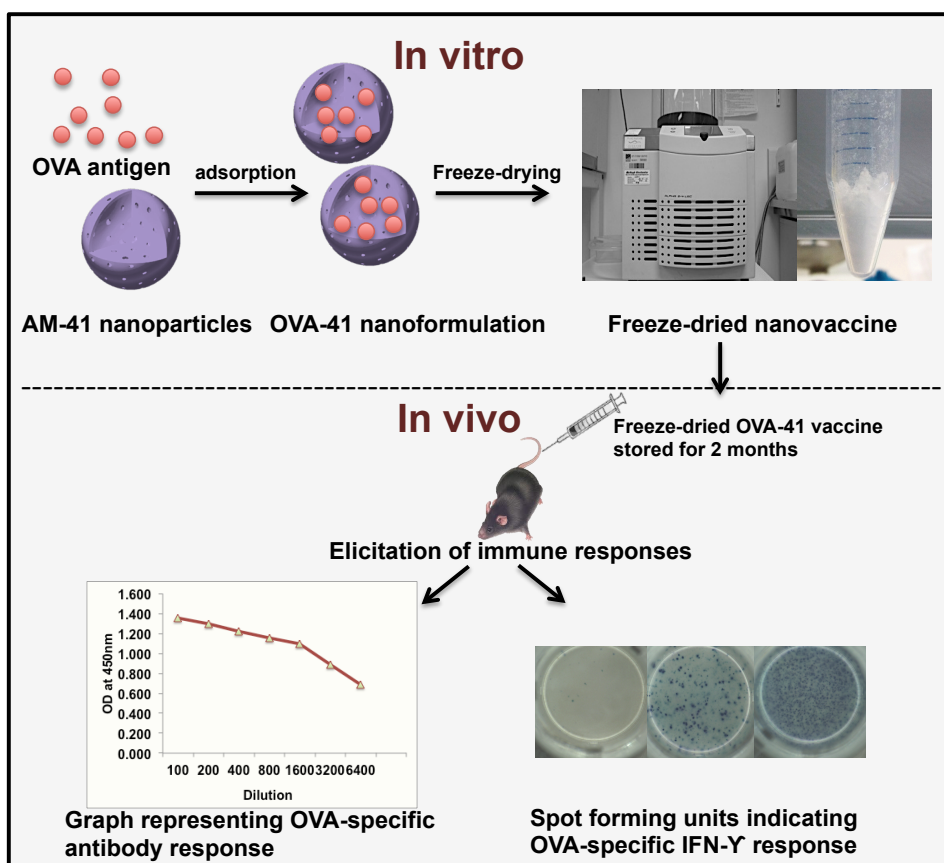 In vitro
OVA antigen
adsorption
Freeze-drying
AM-41 nanoparticles
OVA-41 nanoformulation
Freeze-dried nanovaccine
In vivo
Freeze-dried OVA-41 vaccine
stored for 2 months
Elicitation of immune responses
1.600
1.400
1.200
1.000
0.800
0.600
0.400
0.200
0.000
OD at 450nm
100 200 400 800 1600 3200 6400
Dilution
Graph representing OVA-specific
antibody response
Spot forming units indicating
OVA-specific IFN-ϒ response